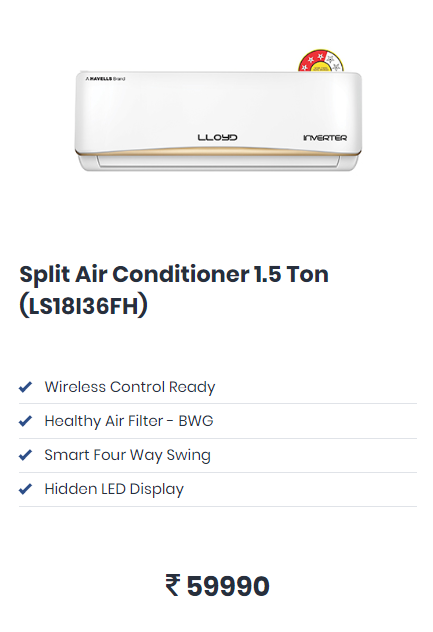 A HAVELLS Brand
LLOYD
INVERTER
Split Air Conditioner 1.5 Ton
(LS18I36FH)
Wireless Control Ready
Healthy Air Filter - BWG
Smart Four Way Swing
Hidden LED Display
₹ 59990